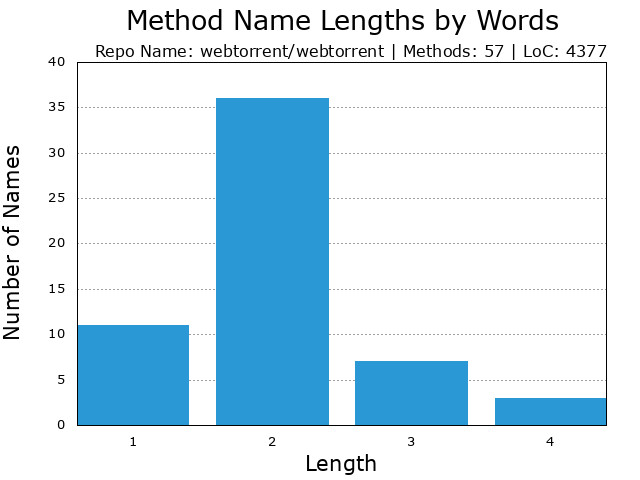 Method Name Lengths by Words
Repo Name: webtorrent/webtorrent | Methods: 57 | LoC: 4377
Number of Names
40
35
30
25
20
15
10
5
0
1 2 3 4
Length